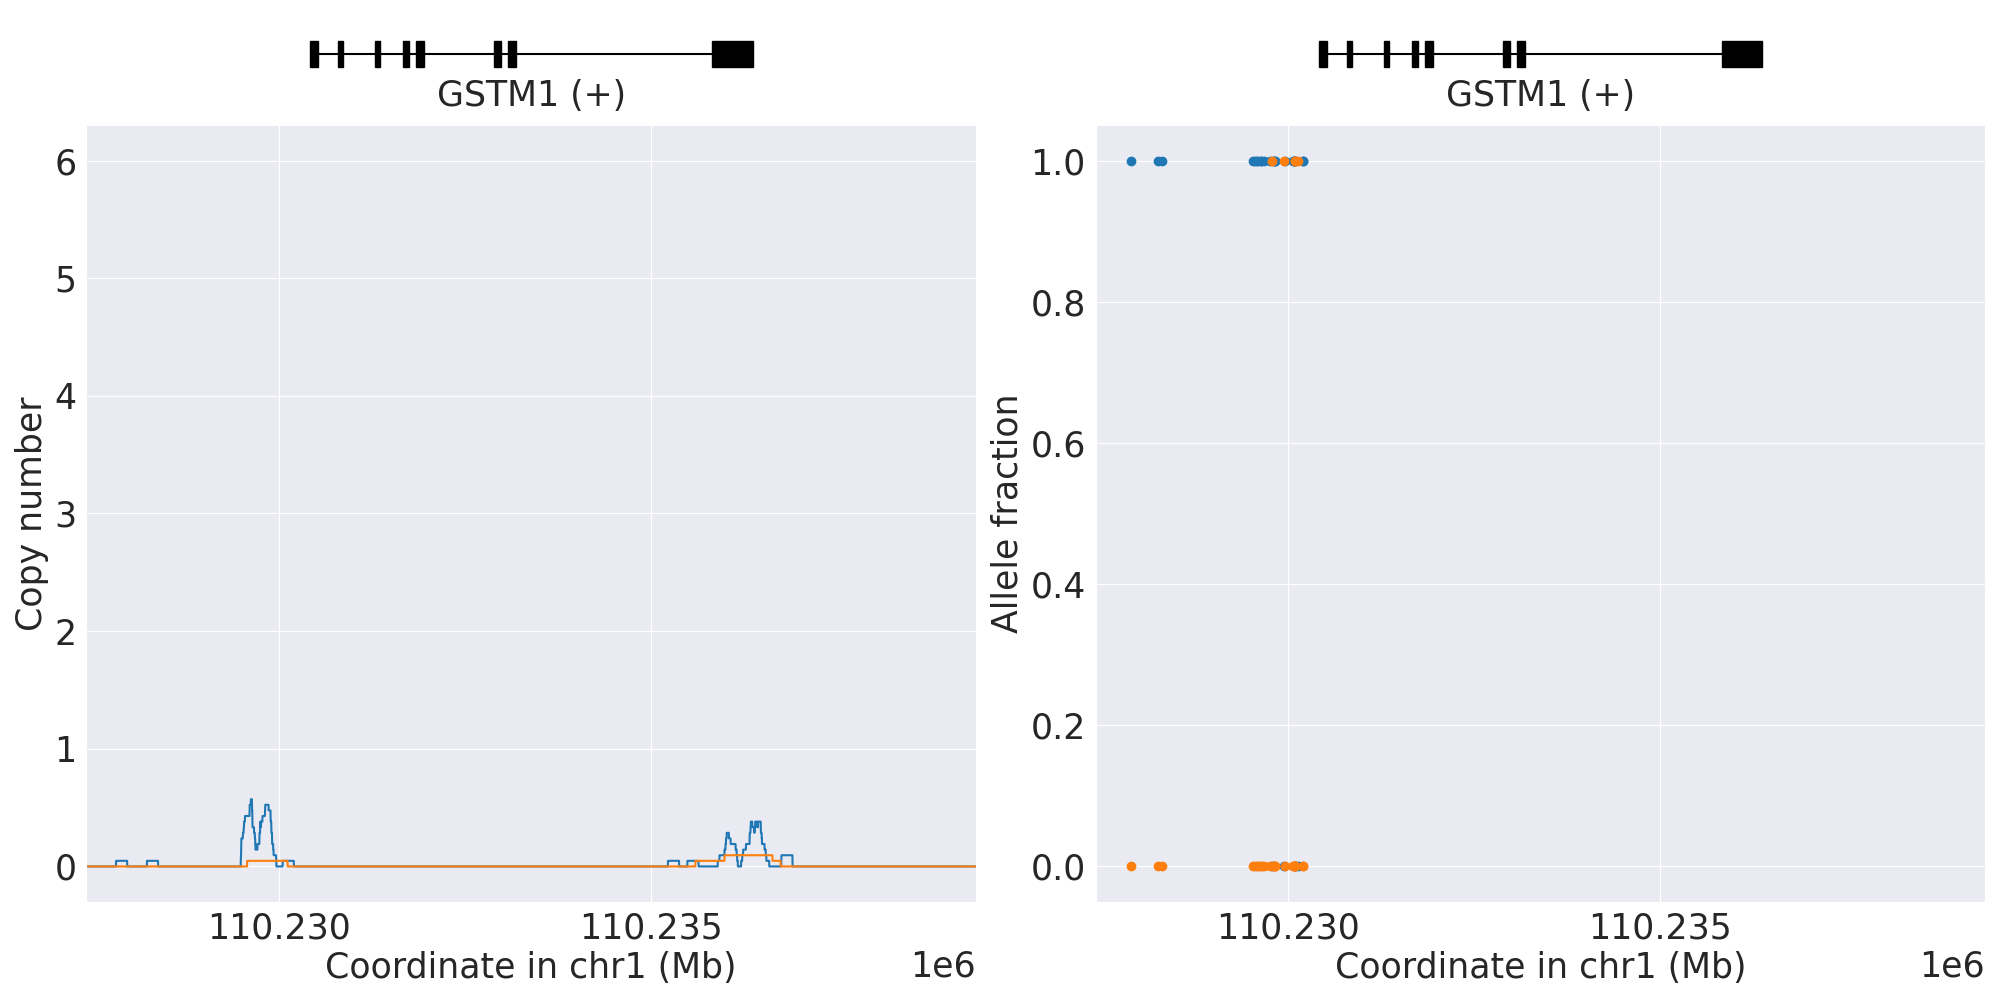 GSTM1 (+)
6
5
4
3
2
1
0
Copy number
110.230
110.235
Coordinate in chr1 (Mb)
1e6
GSTM1 (+)
1.0
0.8
0.6
0.4
0.2
0.0
Allele fraction
110.230
110.235
Coordinate in chr1 (Mb)
1e6